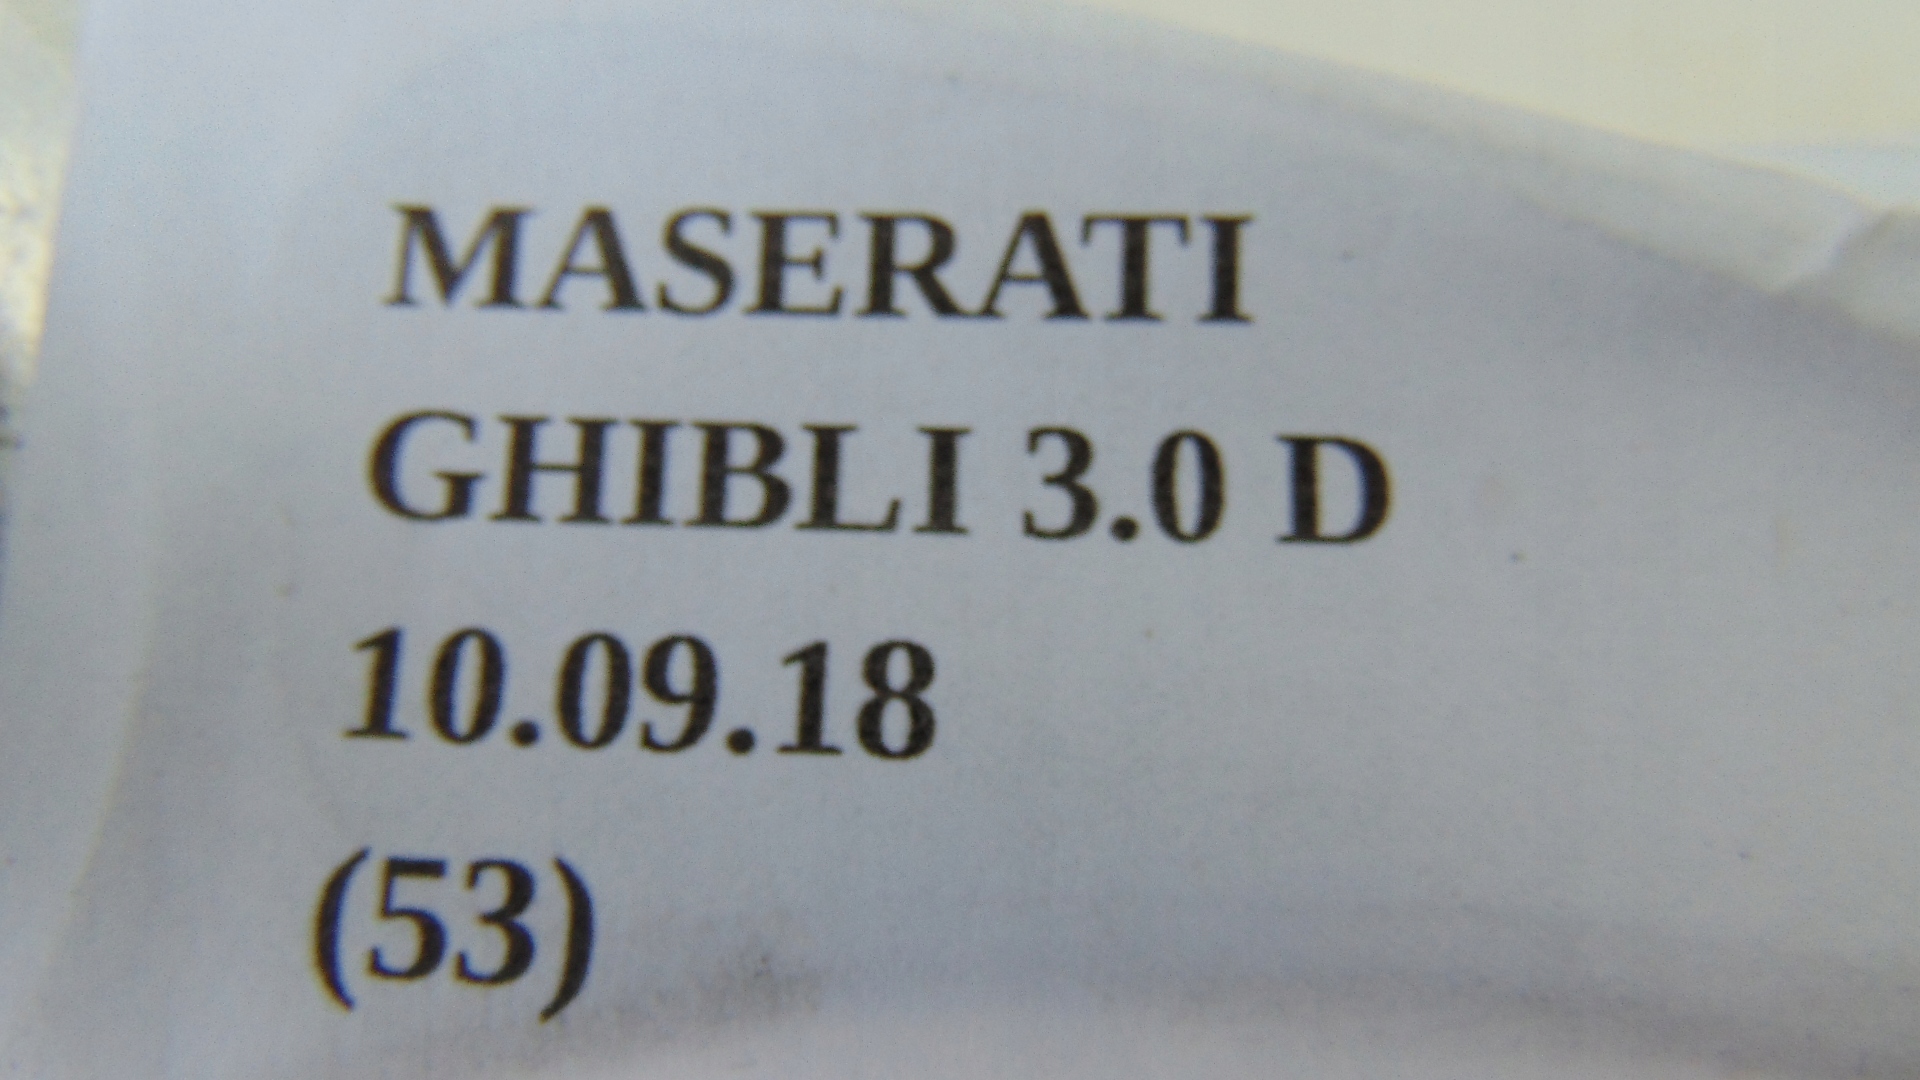 MASERATI
GHIBLI 3.0 D
10.09.18
(53)